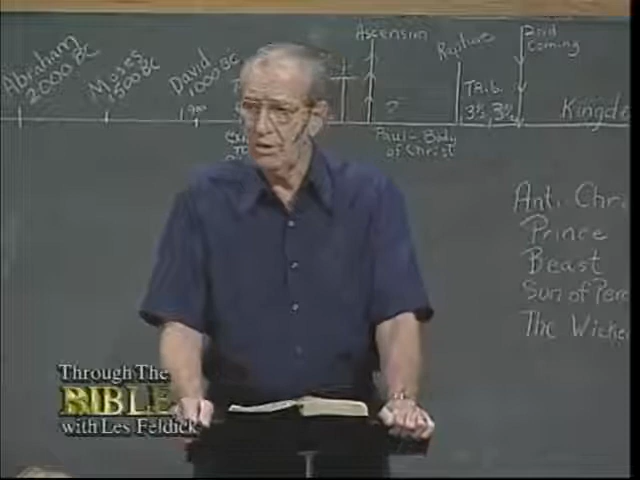 Abraham
2000 BC
Moses
1500 BC
David
1000 BC
Ascension
Rapture
2nd
Coming
TRIB.
3½ 3½
Kingdo
?
Paul-Body
of Christ
Anti. Chri
Prince
Beast
Son of Per
The Wicke
Through The
BIBLE
with Les Feldick